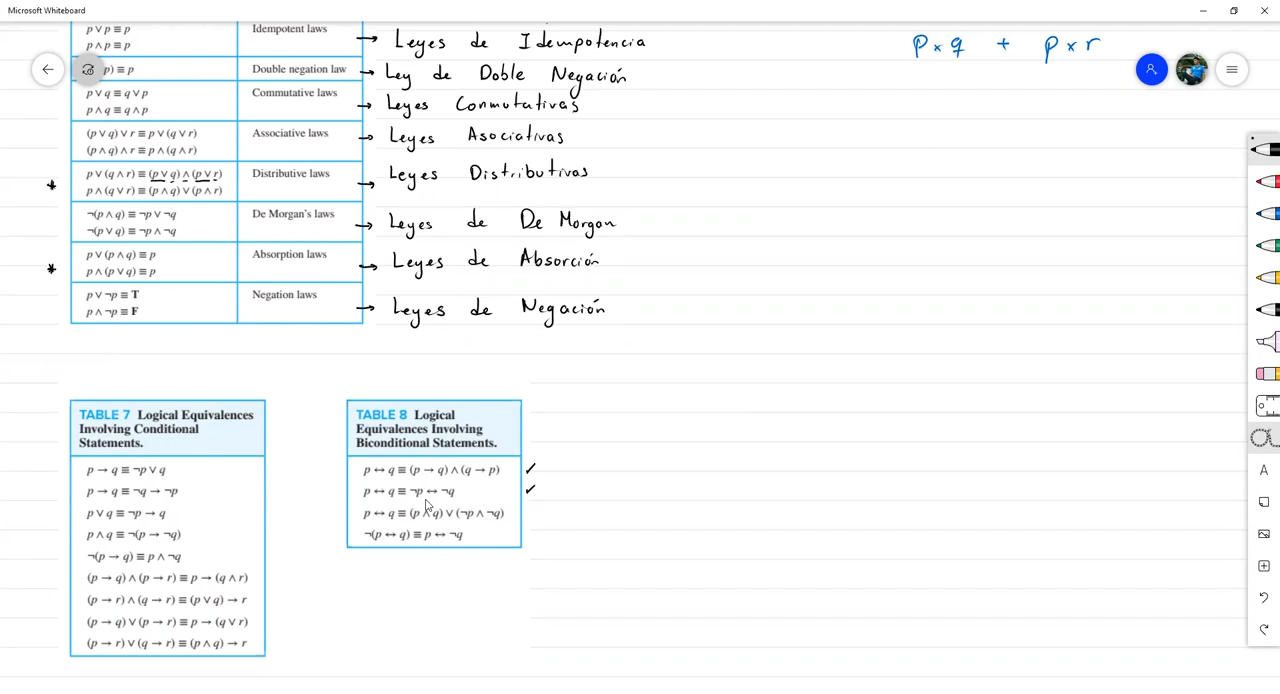 Microsoft Whiteboard
p ∨ p ≡ p
p ∧ p ≡ p
Idempotent laws
→ Leyes de Idempotencia
p × q + p × r
p) ≡ p
Double negation law
→ Ley de Doble Negación
p ∨ q ≡ q ∨ p
p ∧ q ≡ q ∧ p
Commutative laws
→ Leyes Conmutativas
(p ∨ q) ∨ r ≡ p ∨ (q ∨ r)
(p ∧ q) ∧ r ≡ p ∧ (q ∧ r)
Associative laws
→ Leyes Asociativas
p ∨ (q ∧ r) ≡ (p ∨ q) ∧ (p ∨ r)
p ∧ (q ∨ r) ≡ (p ∧ q) ∨ (p ∧ r)
Distributive laws
→ Leyes Distributivas
¬(p ∧ q) ≡ ¬p ∨ ¬q
¬(p ∨ q) ≡ ¬p ∧ ¬q
De Morgan's laws
→ Leyes de De Morgan
p ∨ (p ∧ q) ≡ p
p ∧ (p ∨ q) ≡ p
Absorption laws
→ Leyes de Absorción
p ∨ ¬p ≡ T
p ∧ ¬p ≡ F
Negation laws
→ Leyes de Negación
TABLE 7 Logical Equivalences
Involving Conditional
Statements.
p → q ≡ ¬p ∨ q
p → q ≡ ¬q → ¬p
p ∨ q ≡ ¬p → q
p ∧ q ≡ ¬(p → ¬q)
¬(p → q) ≡ p ∧ ¬q
(p → q) ∧ (p → r) ≡ p → (q ∧ r)
(p → r) ∧ (q → r) ≡ (p ∨ q) → r
(p → q) ∨ (p → r) ≡ p → (q ∨ r)
(p → r) ∨ (q → r) ≡ (p ∧ q) → r
TABLE 8 Logical
Equivalences Involving
Biconditional Statements.
p ↔ q ≡ (p → q) ∧ (q → p) ✓
p ↔ q ≡ ¬p ↔ ¬q ✓
p ↔ q ≡ (p ∧ q) ∨ (¬p ∧ ¬q)
¬(p ↔ q) ≡ p ↔ ¬q
A